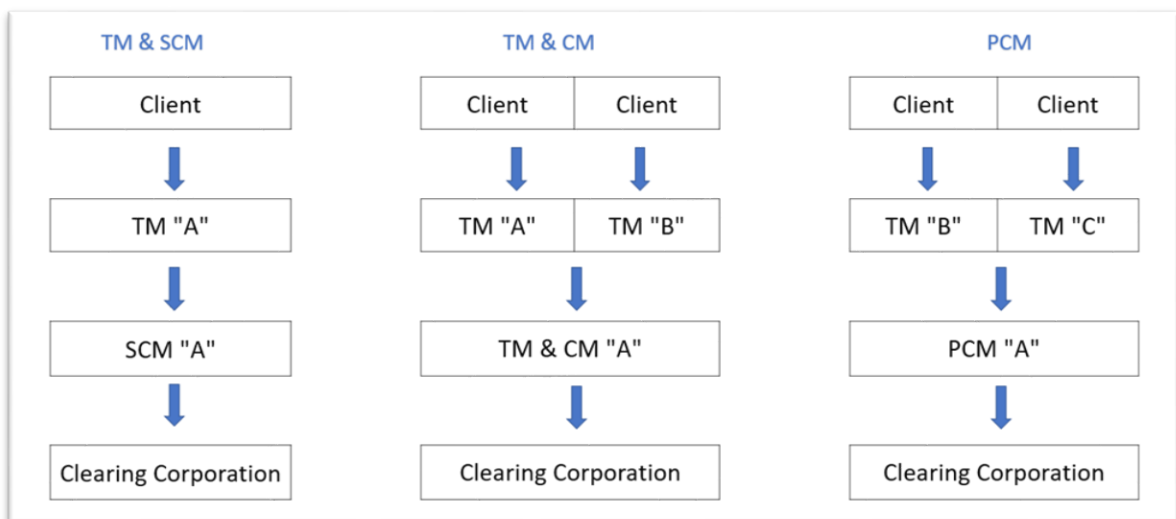 TM & SCM
Client
TM "A"
SCM "A"
Clearing Corporation
TM & CM
Client Client
TM "A" TM "B"
TM & CM "A"
Clearing Corporation
PCM
Client Client
TM "B" TM "C"
PCM "A"
Clearing Corporation